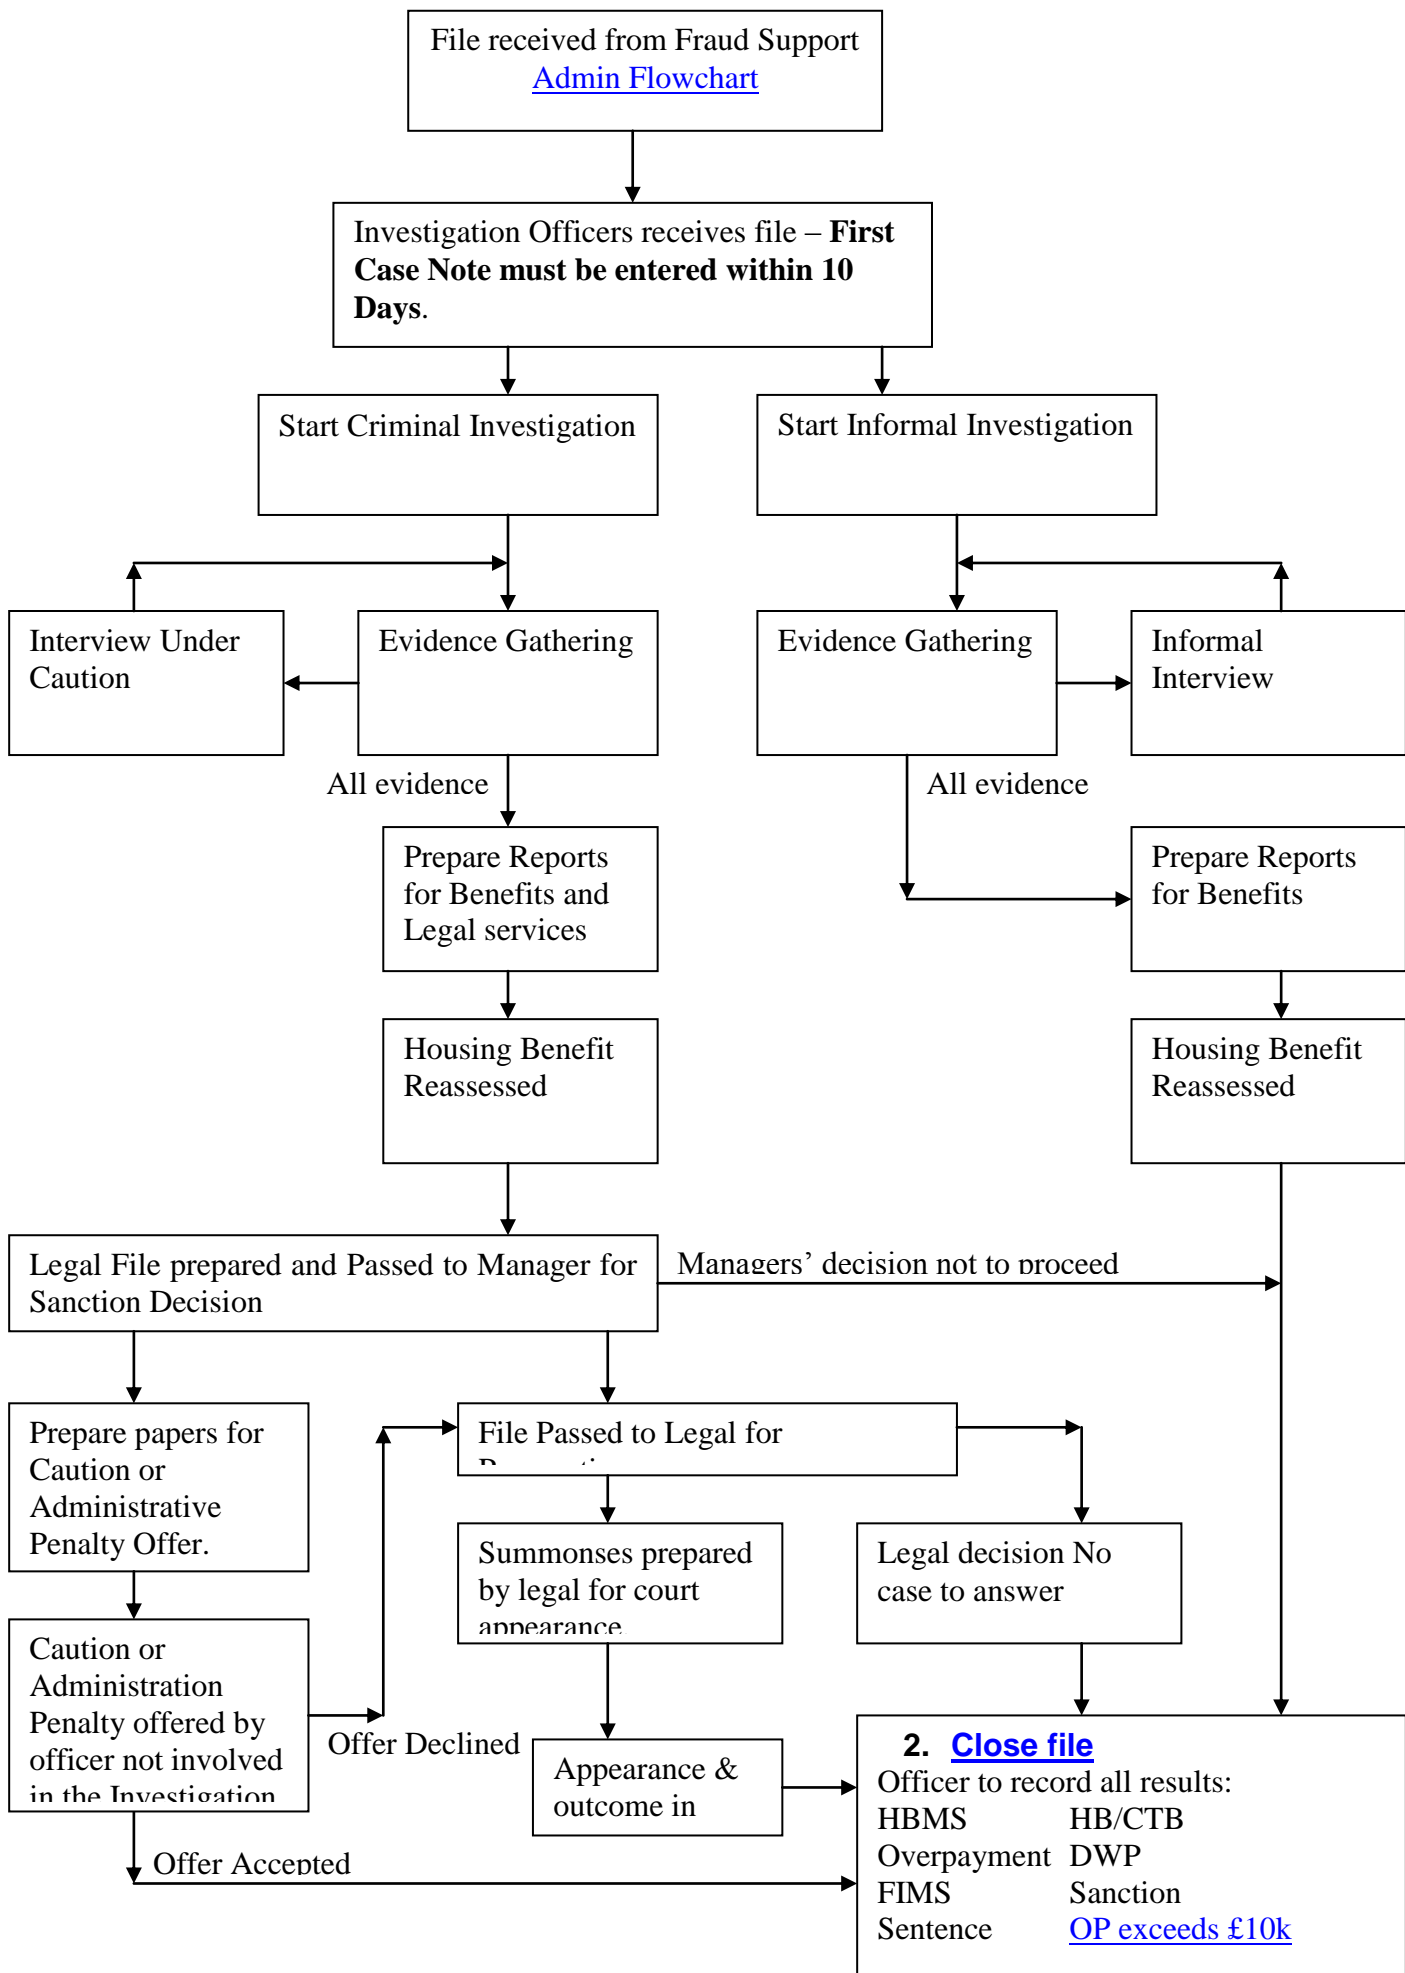 File received from Fraud Support
Admin Flowchart
Investigation Officers receives file – First
Case Note must be entered within 10
Days.
Start Criminal Investigation
Start Informal Investigation
Interview Under
Caution
Evidence Gathering
Evidence Gathering
Informal
Interview
All evidence
All evidence
Prepare Reports
for Benefits and
Legal services
Prepare Reports
for Benefits
Housing Benefit
Reassessed
Housing Benefit
Reassessed
Legal File prepared and Passed to Manager for
Sanction Decision
Managers’ decision not to proceed
Prepare papers for
Caution or
Administrative
Penalty Offer.
File Passed to Legal for
Summonses prepared
by legal for court
appearance
Legal decision No
case to answer
Caution or
Administration
Penalty offered by
officer not involved
in the Investigation
Offer Declined
Appearance &
outcome in
Offer Accepted
2. Close file
Officer to record all results:
HBMS HB/CTB
Overpayment DWP
FIMS Sanction
Sentence OP exceeds £10k